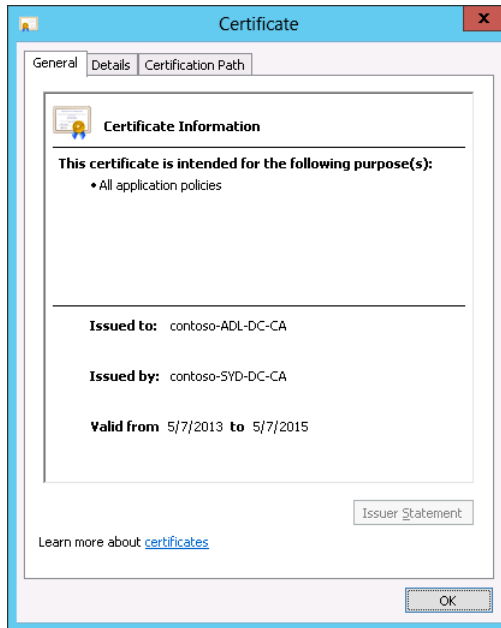 Certificate
x
General Details Certification Path
Certificate Information
This certificate is intended for the following purpose(s):
• All application policies
Issued to: contoso-ADL-DC-CA
Issued by: contoso-SYD-DC-CA
Valid from 5/7/2013 to 5/7/2015
Issuer Statement
Learn more about certificates
OK